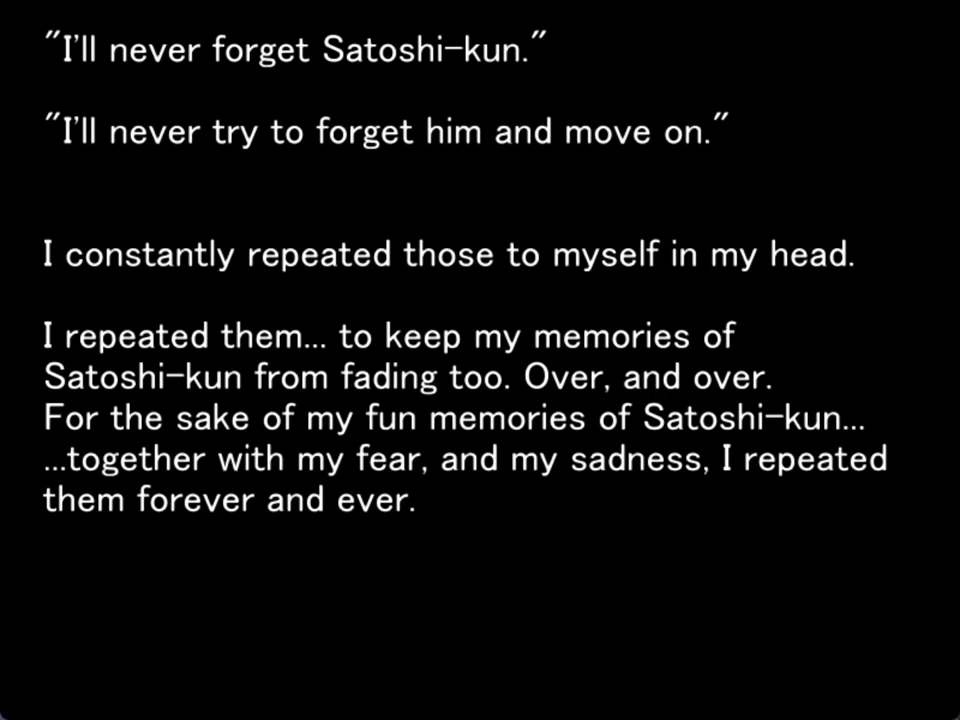 "I'll never forget Satoshi-kun."
"I'll never try to forget him and move on."
I constantly repeated those to myself in my head.
I repeated them... to keep my memories of
Satoshi-kun from fading too. Over, and over.
For the sake of my fun memories of Satoshi-kun...
...together with my fear, and my sadness, I repeated
them forever and ever.